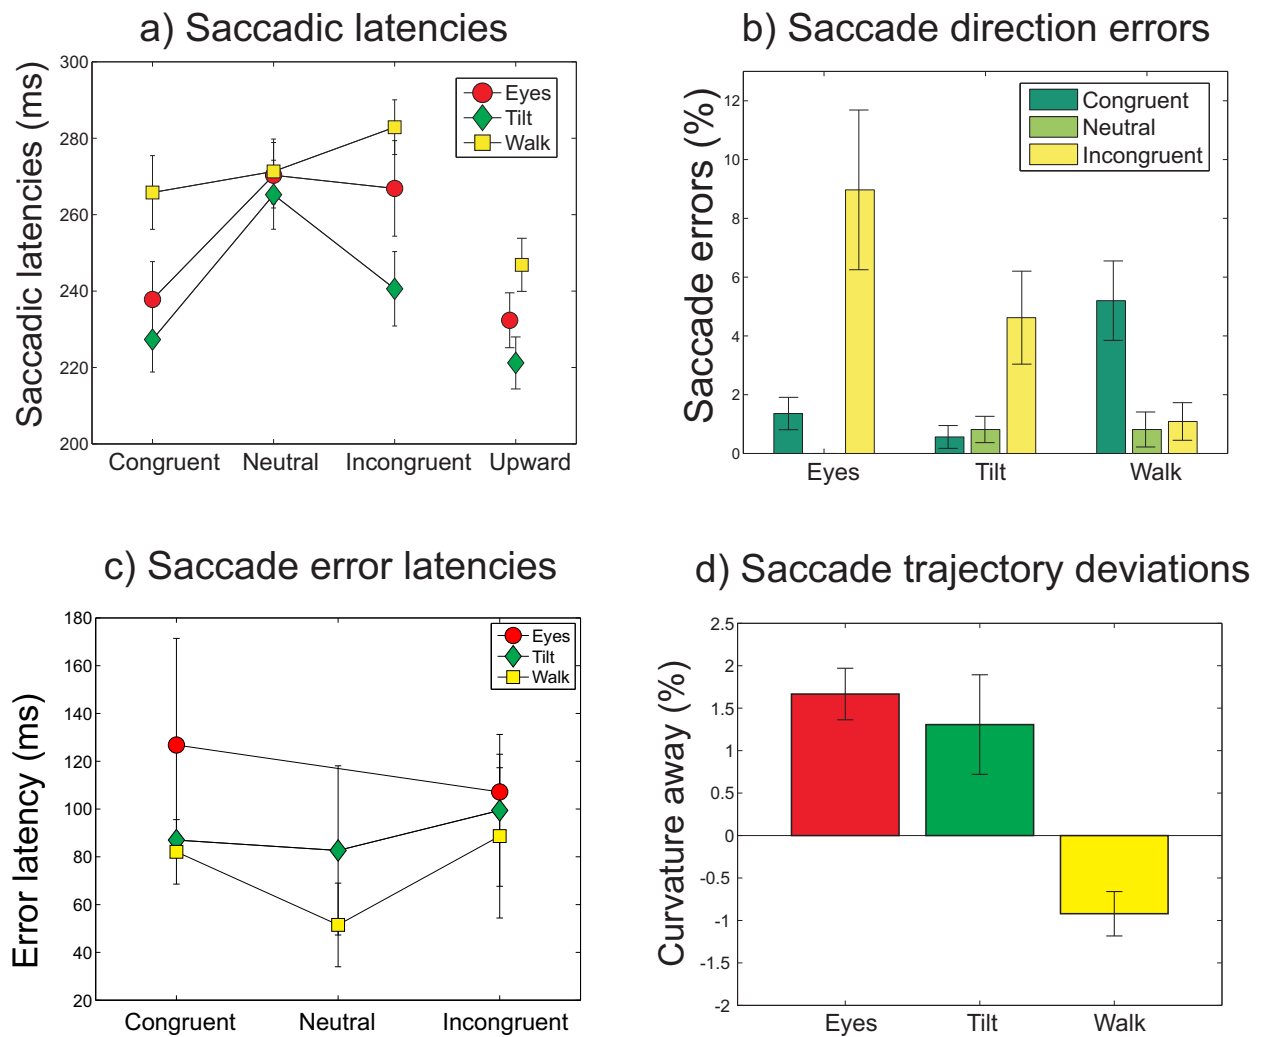 a) Saccadic latencies
Saccadic latencies (ms)
300
280
260
240
220
200
Eyes
Tilt
Walk
Congruent Neutral Incongruent Upward
b) Saccade direction errors
Saccade errors (%)
12
10
8
6
4
2
0
Congruent
Neutral
Incongruent
Eyes Tilt Walk
c) Saccade error latencies
Error latency (ms)
180
160
140
120
100
80
60
40
20
Eyes
Tilt
Walk
Congruent Neutral Incongruent
d) Saccade trajectory deviations
Curvature away (%)
2.5
2
1.5
1
0.5
0
-0.5
-1
-1.5
-2
Eyes Tilt Walk